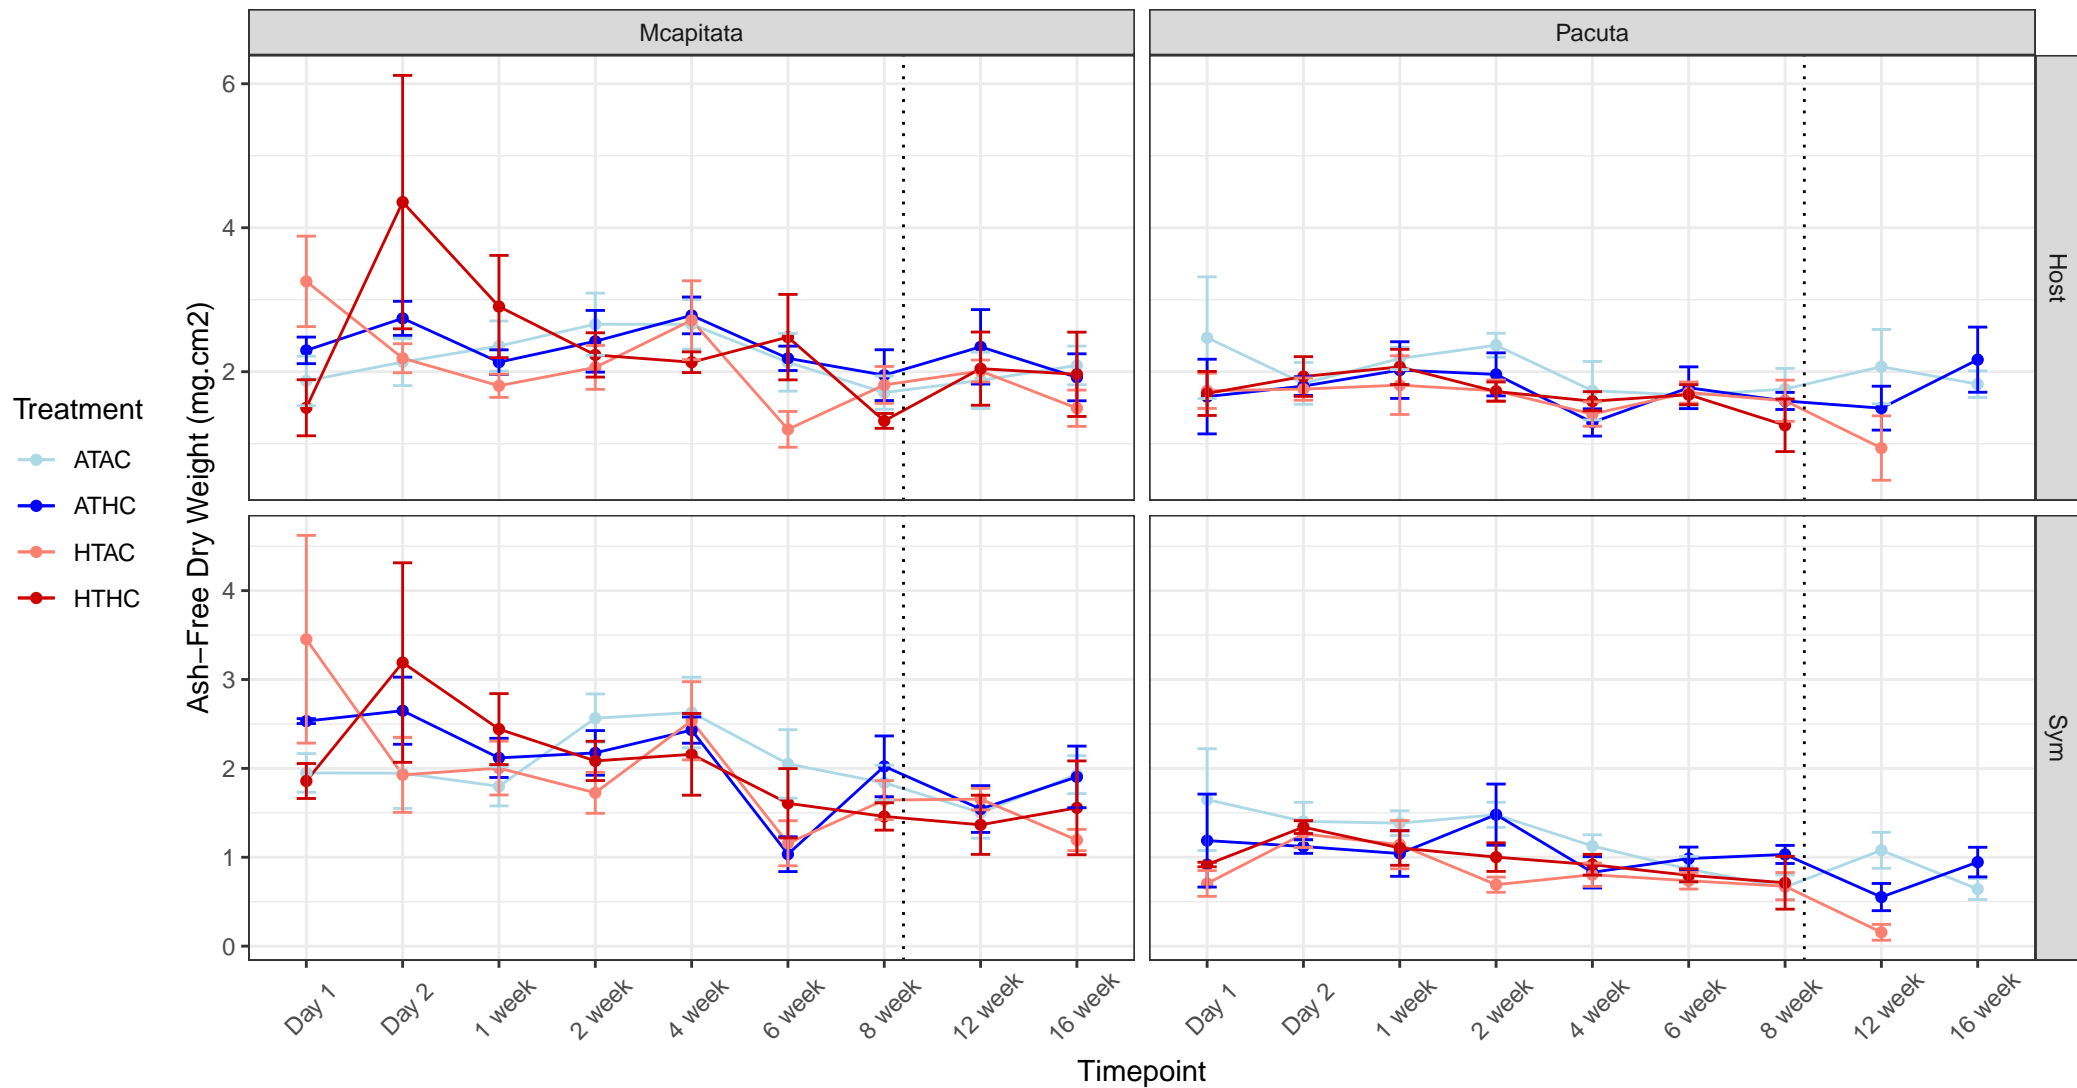 Mcapitata
Pacuta
6
4
2
Host
Ash−Free Dry Weight (mg.cm2)
Treatment
ATAC
ATHC
HTAC
HTHC
4
3
2
1
0
Sym
Day 1
Day 2
1 week
2 week
4 week
6 week
8 week
12 week
16 week
Day 1
Day 2
1 week
2 week
4 week
6 week
8 week
12 week
16 week
Timepoint